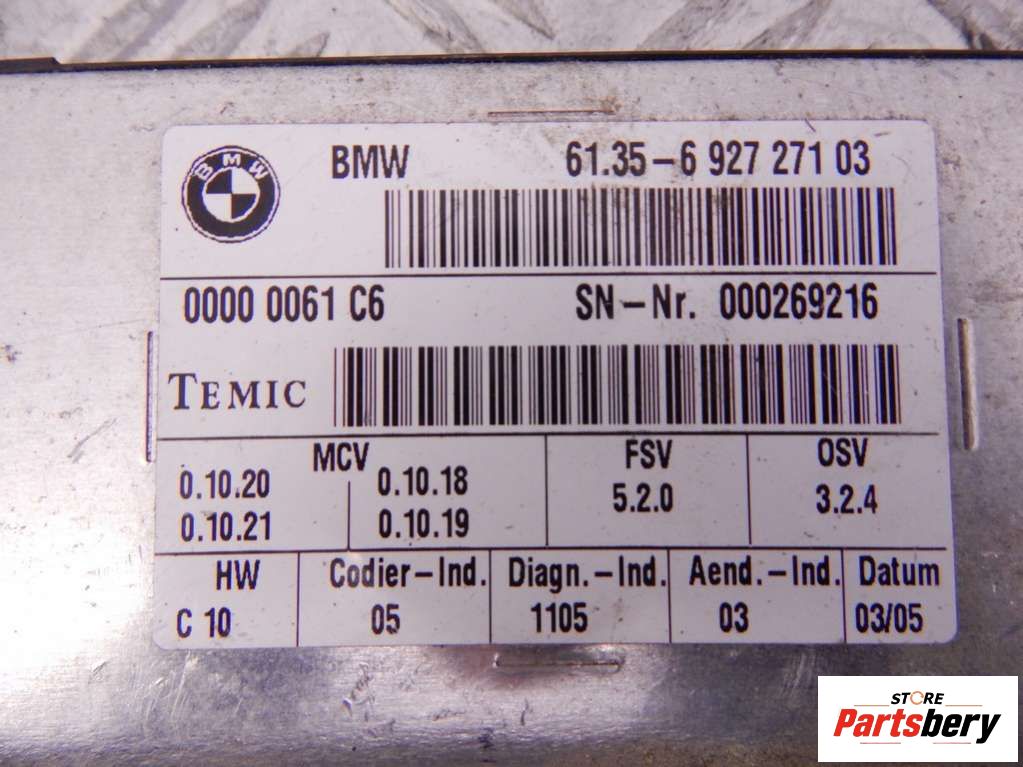 BMW
BMW 61.35-6 927 271 03
0000 0061 C6 SN-Nr. 000269216
TEMIC
MCV FSV OSV
0.10.20 0.10.18 5.2.0 3.2.4
0.10.21 0.10.19
HW Codier-Ind. Diagn.-Ind. Aend.-Ind. Datum
C 10 05 1105 03 03/05
STORE
Partsbery